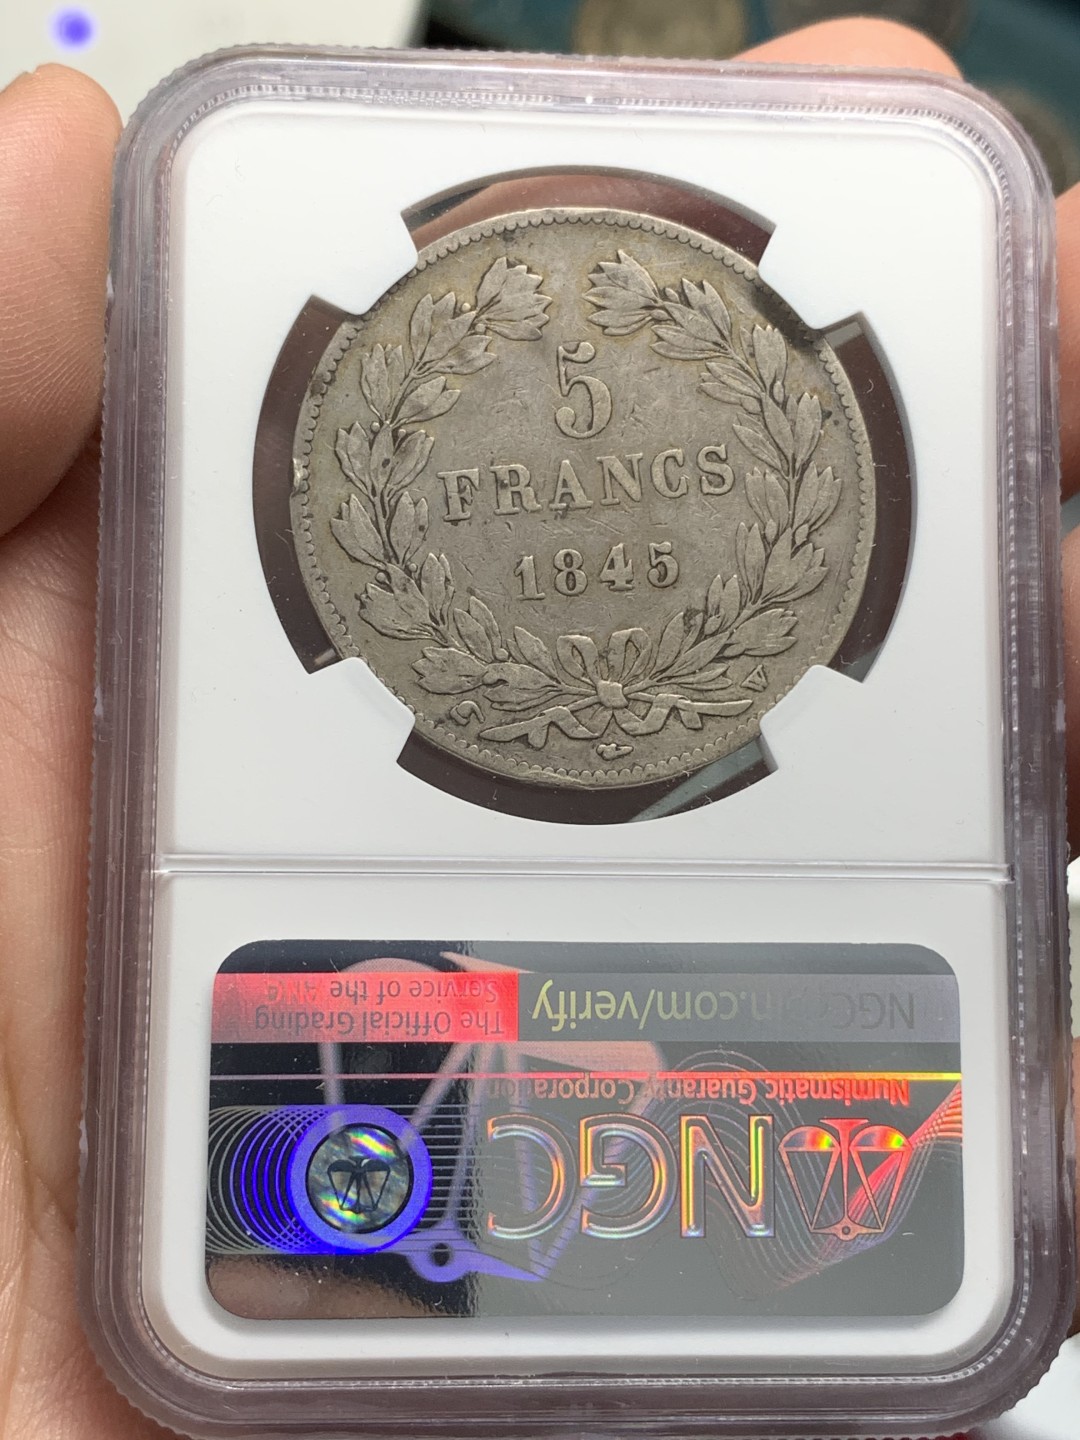 5
FRANCS
1845
W
NGC
Numismatic Guaranty Corporation
NGCcoin.com/verify
The Official Grading
Service of the ANA